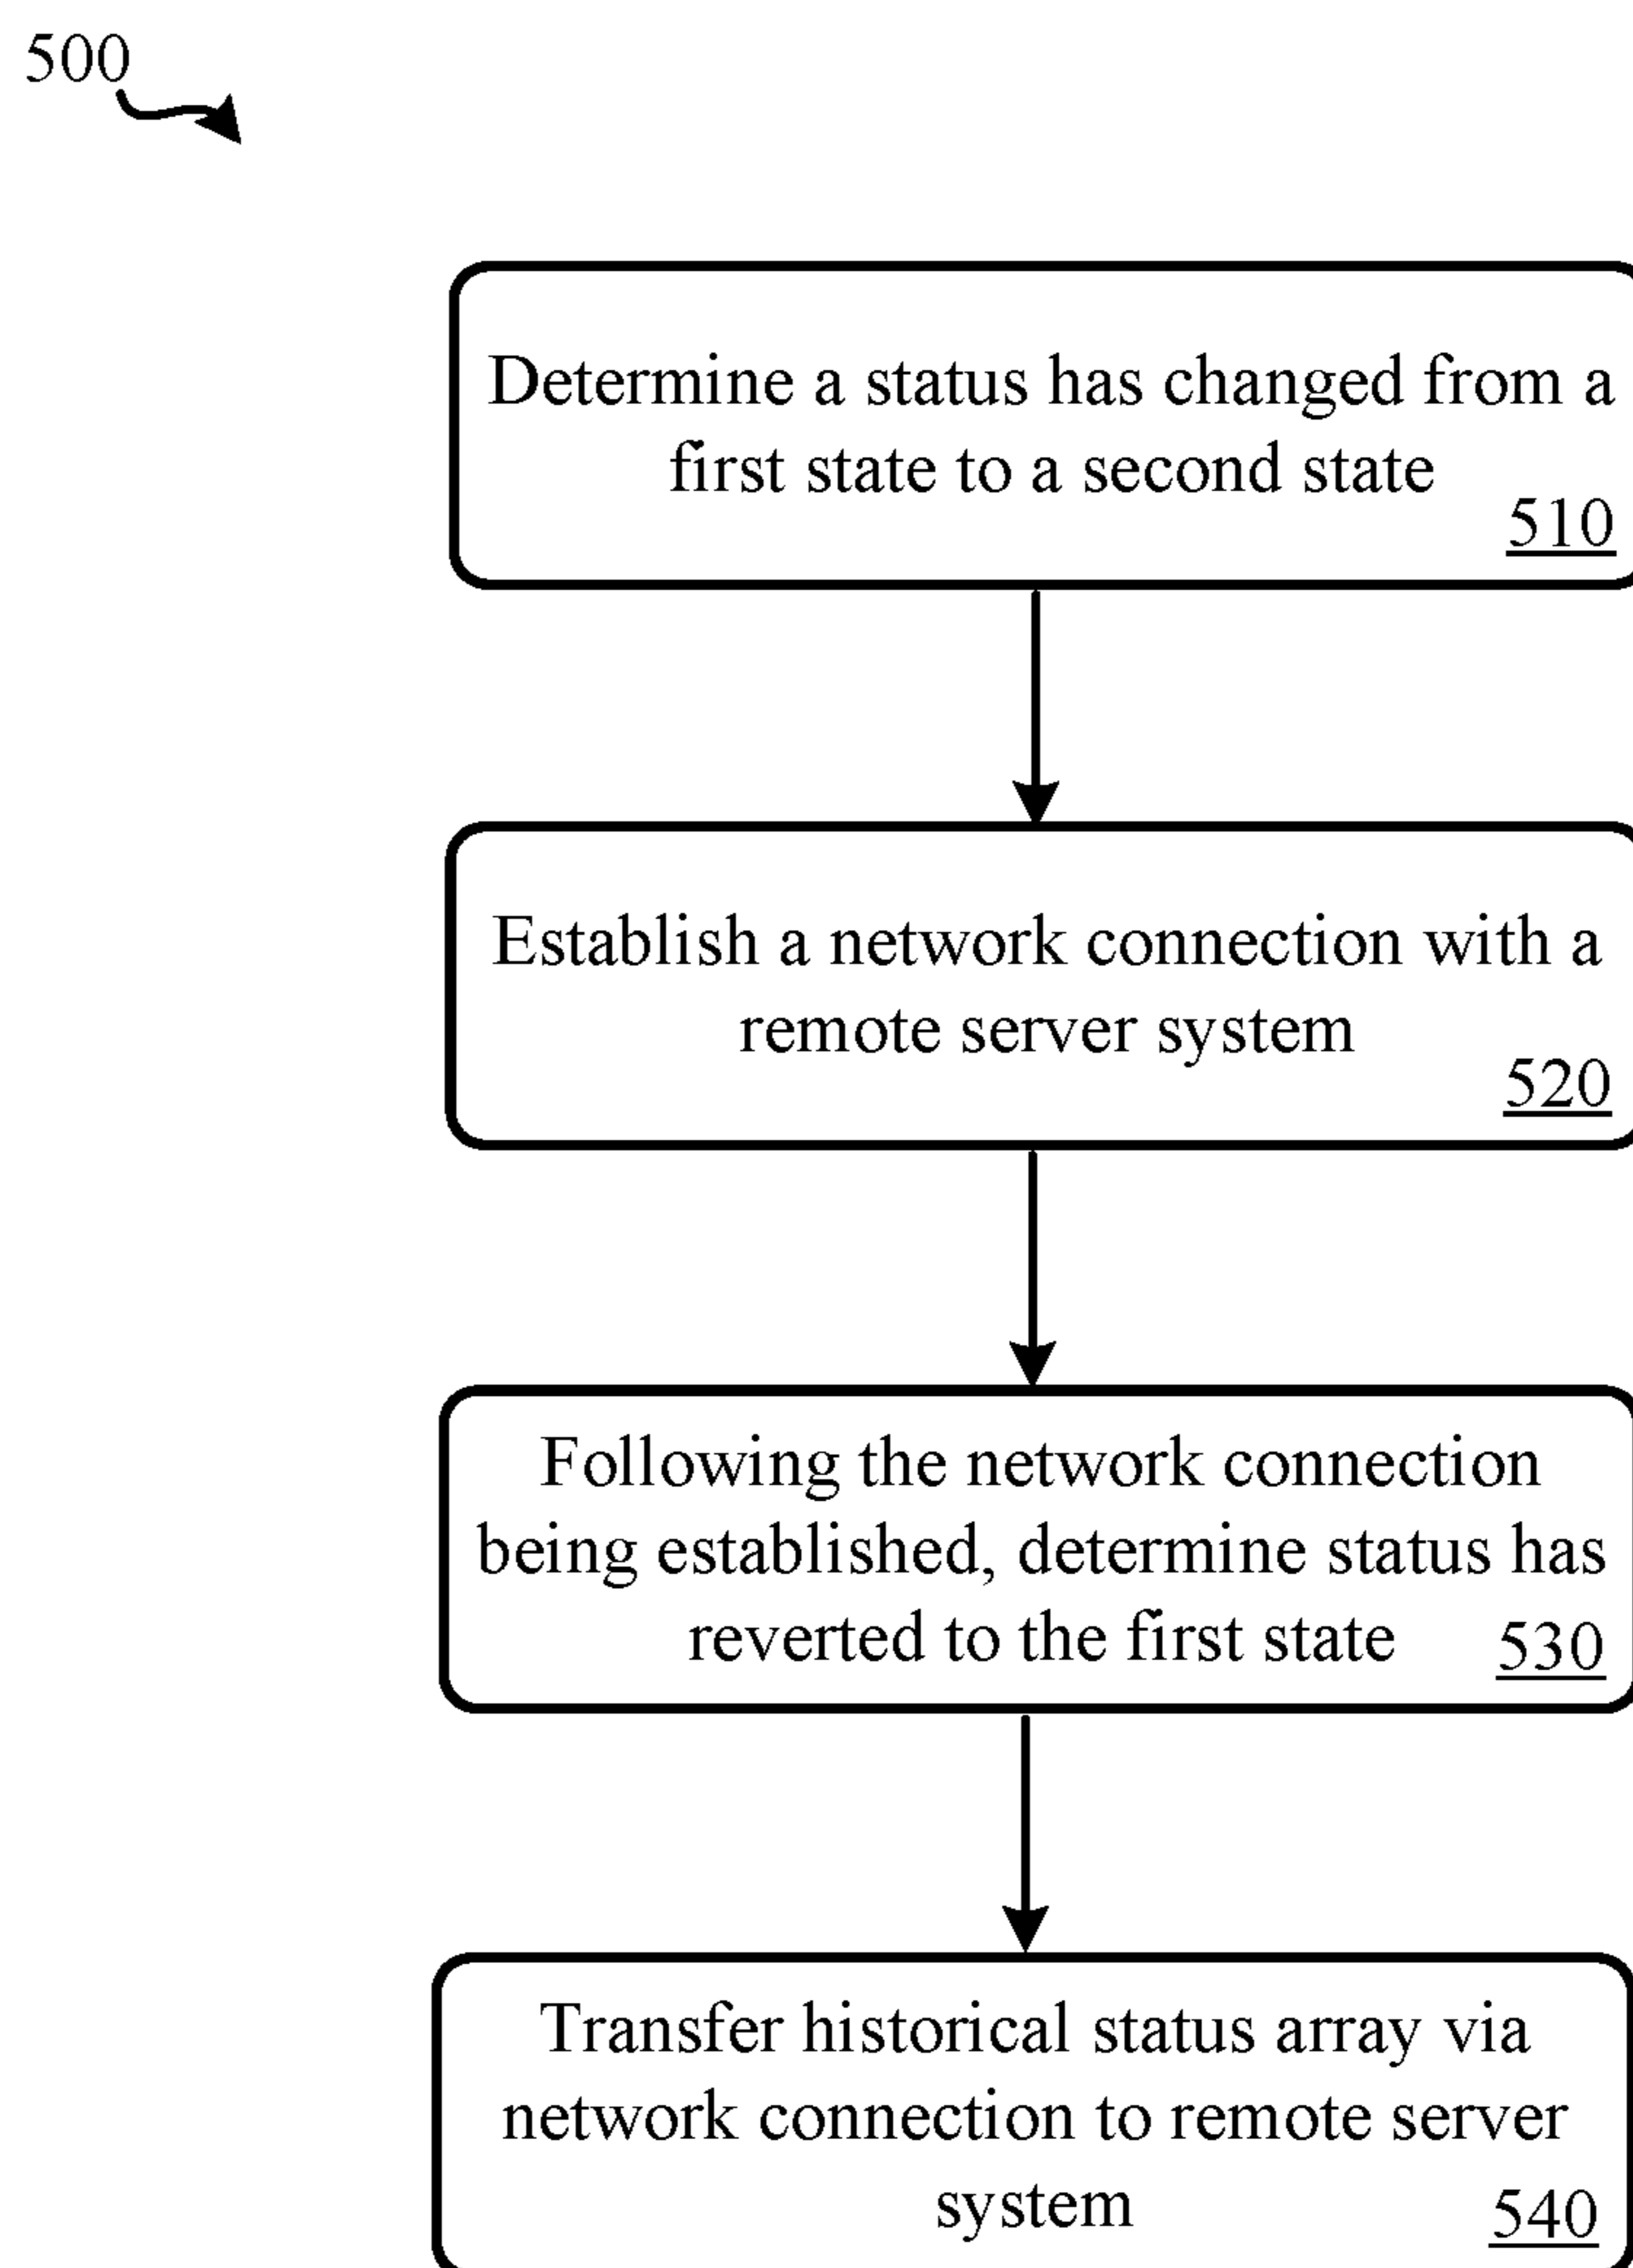 500
Determine a status has changed from a
first state to a second state
510
Establish a network connection with a
remote server system
520
Following the network connection
being established, determine status has
reverted to the first state
530
Transfer historical status array via
network connection to remote server
system
540